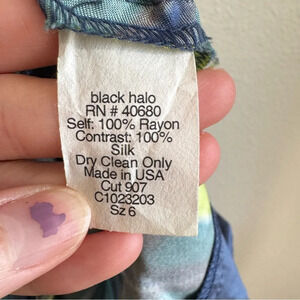 black halo
RN # 40680
Self: 100% Rayon
Contrast: 100%
Silk
Dry Clean Only
Made in USA
Cut 907
C1023203
Sz 6